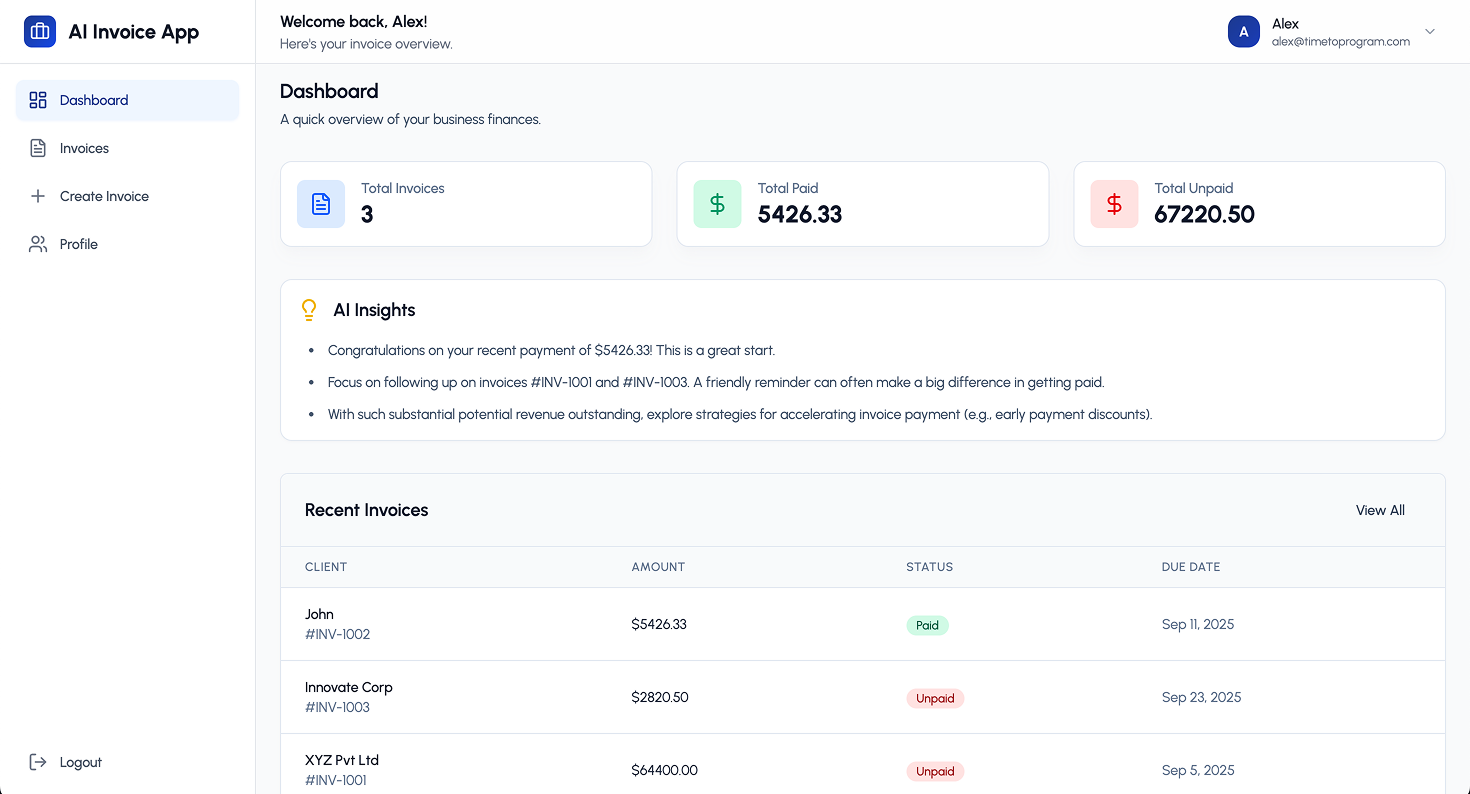 AI Invoice App
Welcome back, Alex!
Here's your invoice overview.
A
Alex
alex@timetoprogram.com
Dashboard
Invoices
Create Invoice
Profile
Logout
Dashboard
A quick overview of your business finances.
Total Invoices
3
Total Paid
5426.33
Total Unpaid
67220.50
AI Insights
• Congratulations on your recent payment of $5426.33! This is a great start.
• Focus on following up on invoices #INV-1001 and #INV-1003. A friendly reminder can often make a big difference in getting paid.
• With such substantial potential revenue outstanding, explore strategies for accelerating invoice payment (e.g., early payment discounts).
Recent Invoices
View All
CLIENT AMOUNT STATUS DUE DATE
John
#INV-1002
$5426.33 Paid Sep 11, 2025
Innovate Corp
#INV-1003
$2820.50 Unpaid Sep 23, 2025
XYZ Pvt Ltd
#INV-1001
$64400.00 Unpaid Sep 5, 2025